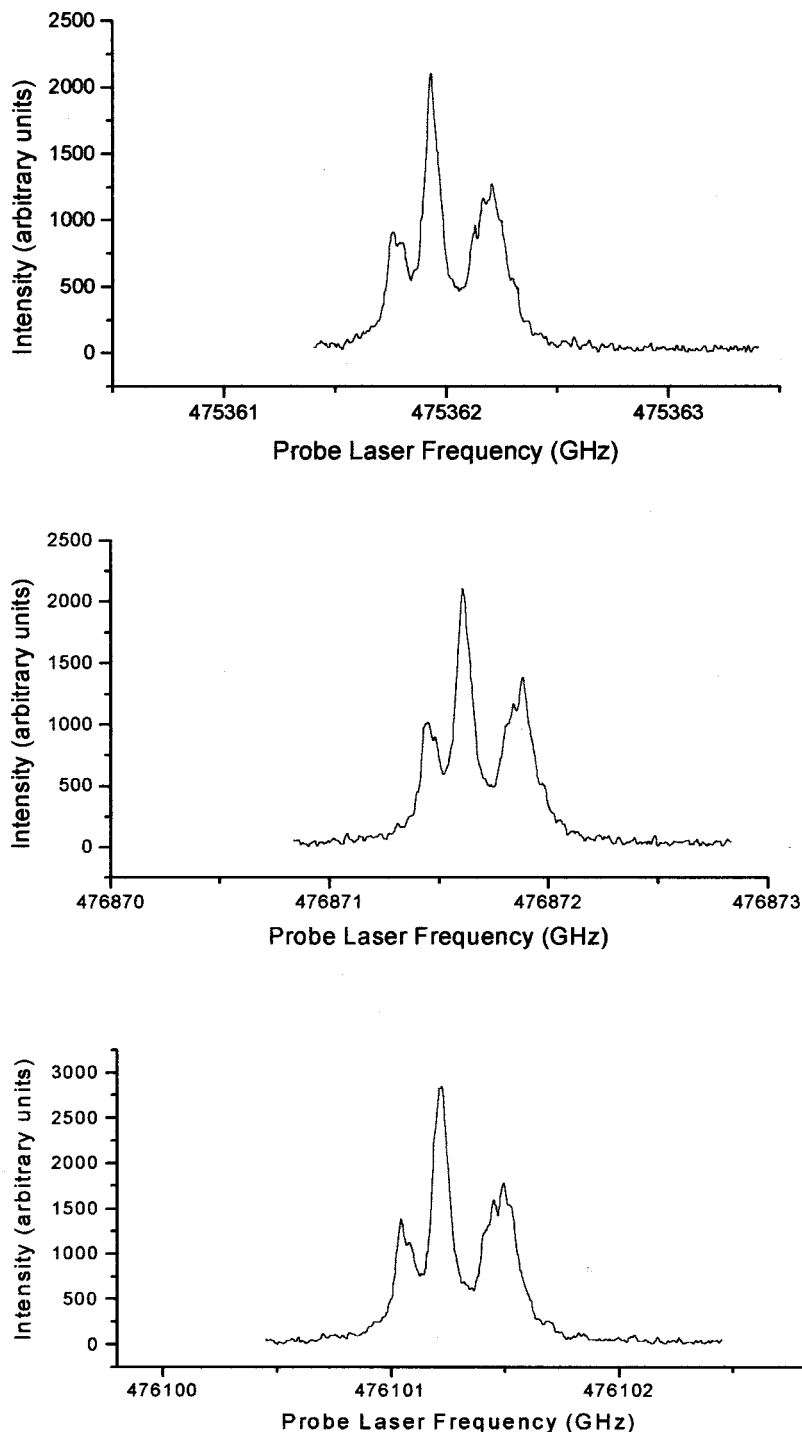 2500
2000
1500
1000
500
0
Intensity (arbitrary units)
475361 475362 475363
Probe Laser Frequency (GHz)
2500
2000
1500
1000
500
0
Intensity (arbitrary units)
476870 476871 476872 476873
Probe Laser Frequency (GHz)
3000
2500
2000
1500
1000
500
0
Intensity (arbitrary units)
476100 476101 476102
Probe Laser Frequency (GHz)